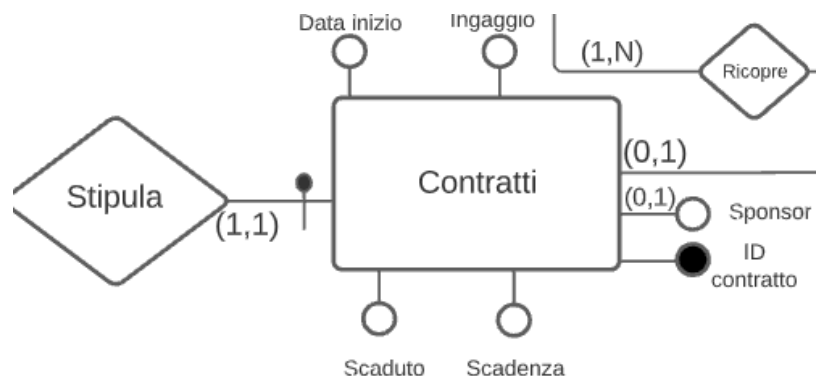 Data inizio
Ingaggio
(1,N)
Ricopre
Stipula
(1,1)
Contratti
(0,1)
(0,1)
Sponsor
ID
contratto
Scaduto
Scadenza